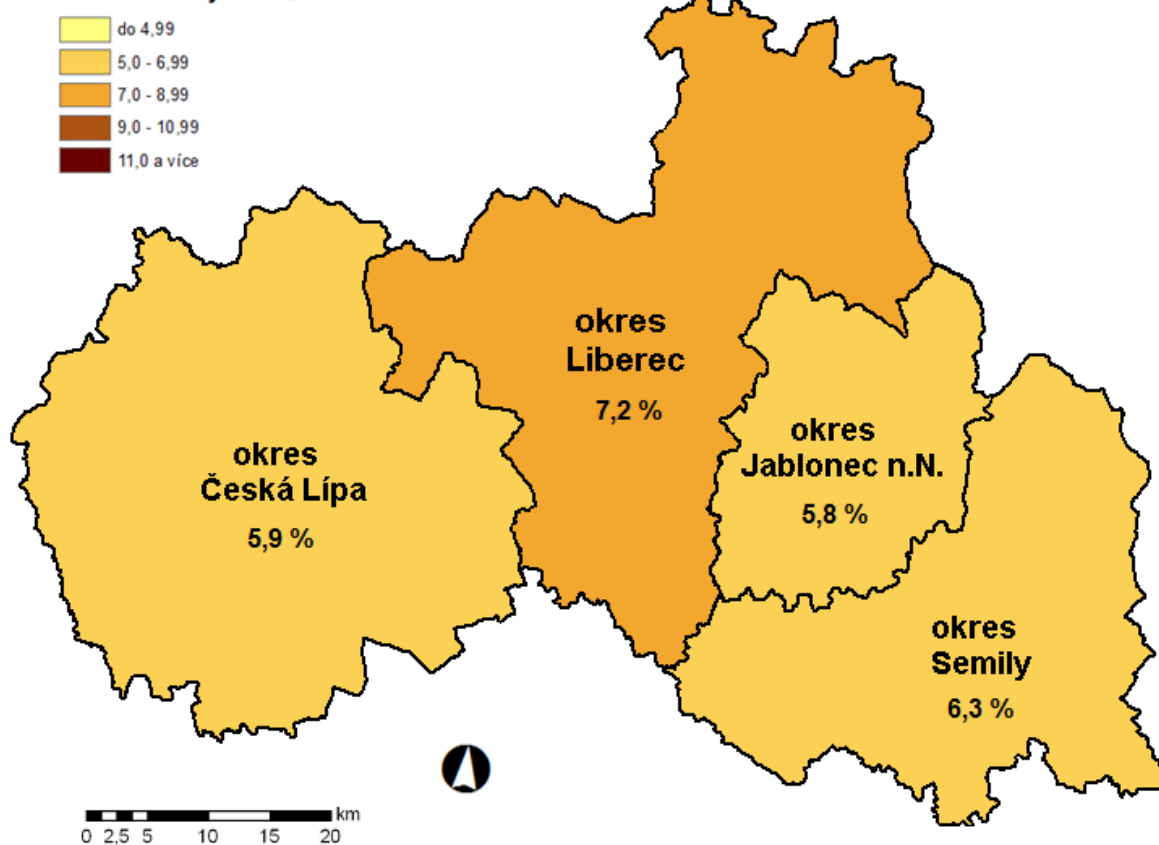 do 4,99
5,0 - 6,99
7,0 - 8,99
9,0 - 10,99
11,0 a více
okres
Liberec
7,2 %
okres
Jablonec n.N.
5,8 %
okres
Česká Lípa
5,9 %
okres
Semily
6,3 %
km
0 2,5 5 10 15 20